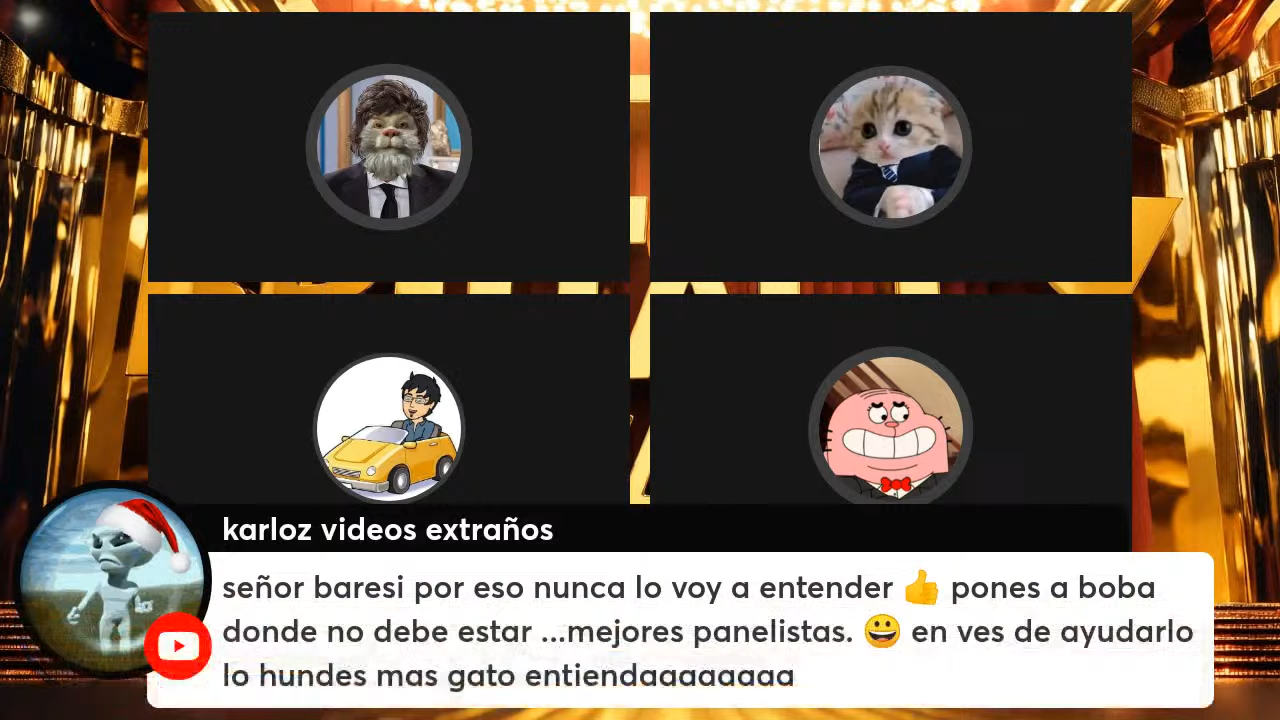 karloz videos extraños
señor baresi por eso nunca lo voy a entender 👍 pones a boba
donde no debe estar ...mejores panelistas. 😀 en ves de ayudarlo
lo hundes mas gato entiendaaaaaaaa